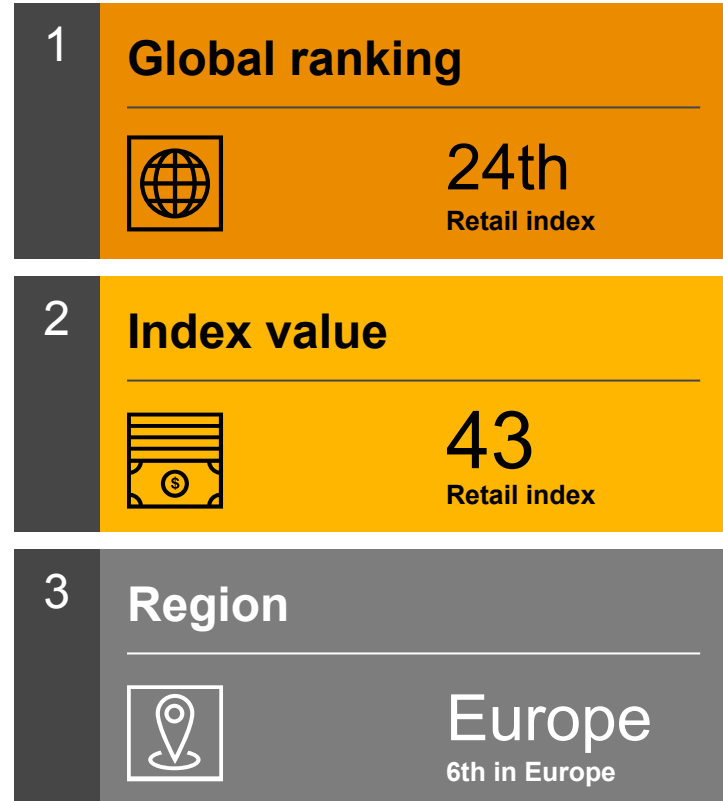 1
Global ranking
24th
Retail index
2
Index value
$
43
Retail index
3
Region
Europe
6th in Europe